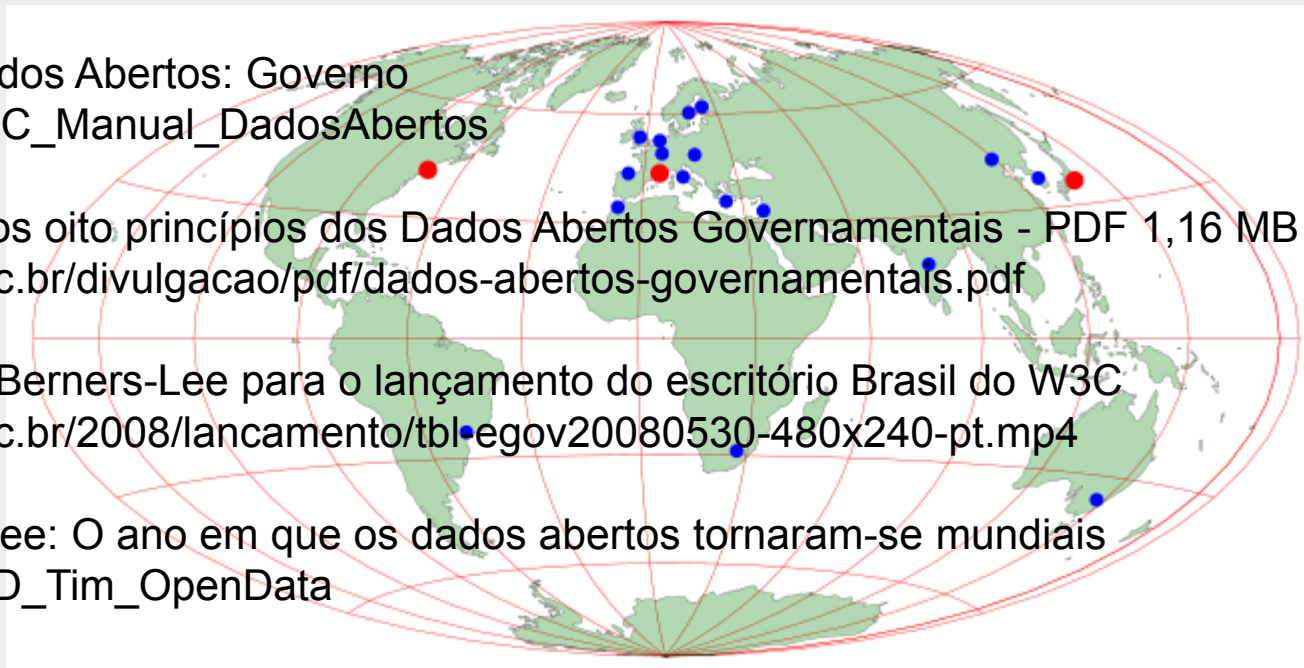 dos Abertos: Governo
C_Manual_DadosAbertos
os oito princípios dos Dados Abertos Governamentais - PDF 1,16 MB
c.br/divulgacao/pdf/dados-abertos-governamentais.pdf
Berners-Lee para o lançamento do escritório Brasil do W3C
c.br/2008/lancamento/tbl-egov20080530-480x240-pt.mp4
ee: O ano em que os dados abertos tornaram-se mundiais
D_Tim_OpenData